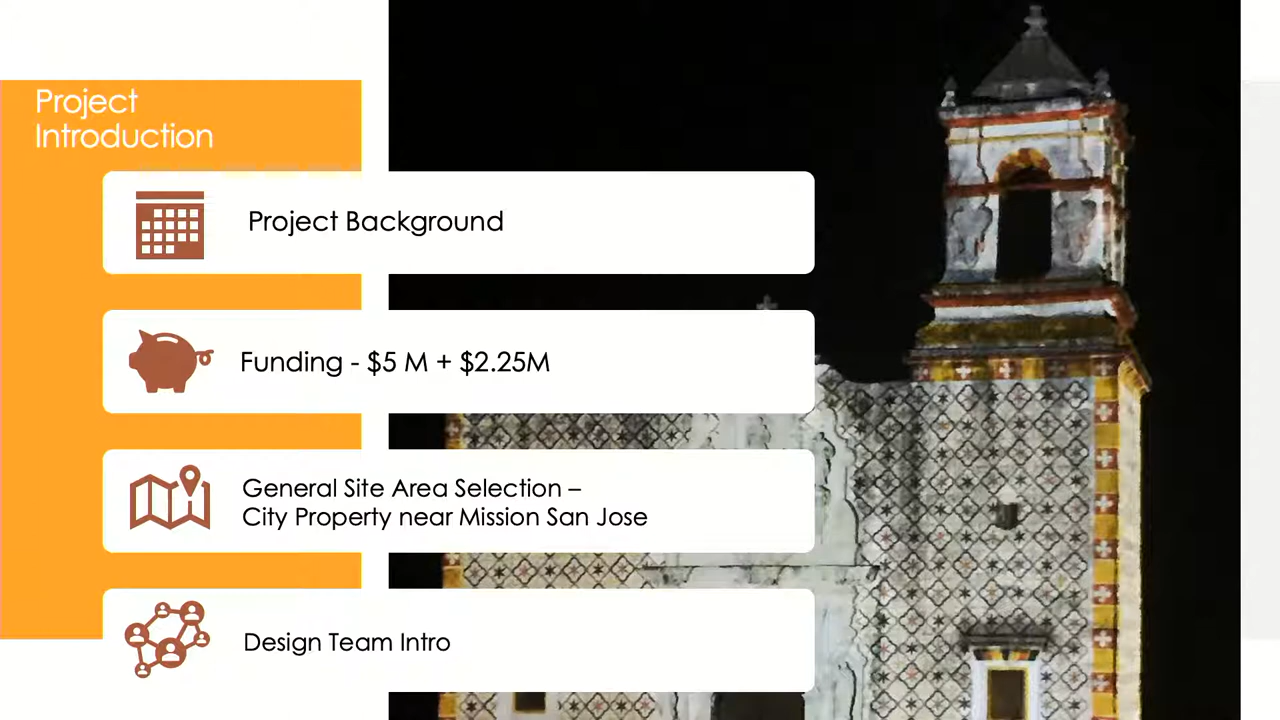 Project
Introduction
Project Background
Funding - $5 M + $2.25M
General Site Area Selection –
City Property near Mission San Jose
Design Team Intro